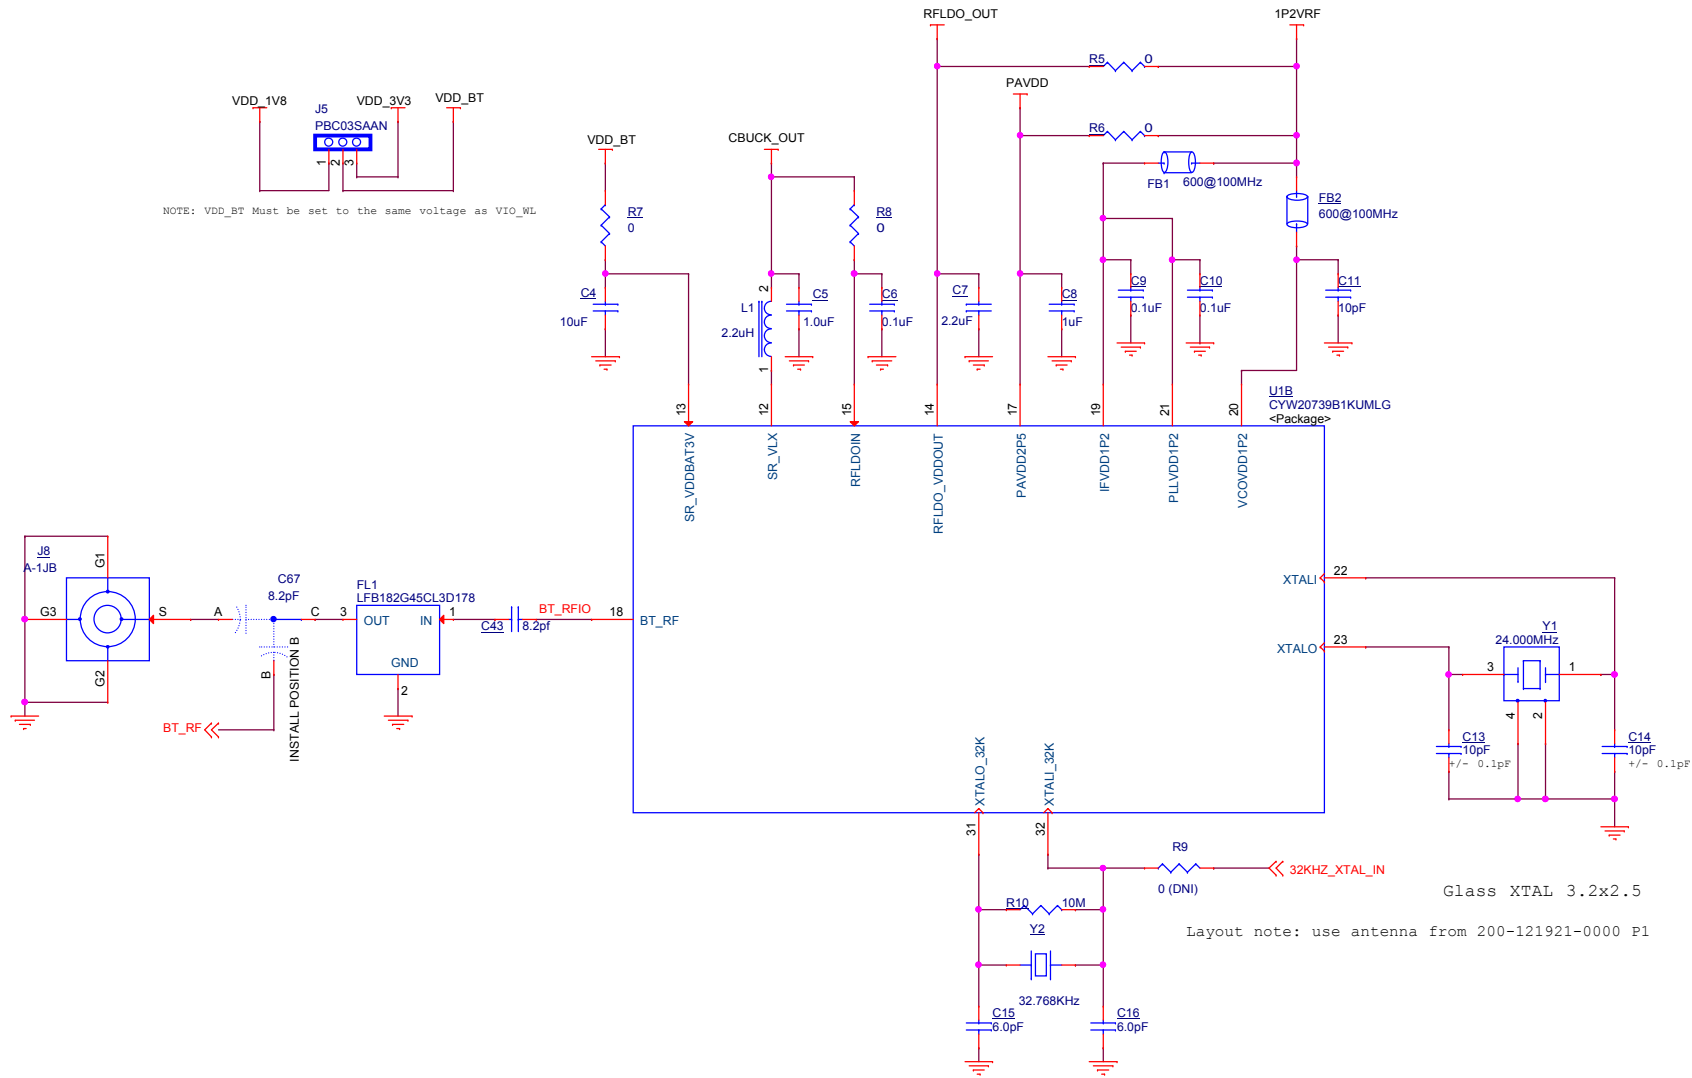 RFLDO_OUT
1P2VRF
R5 0
PAVDD
VDD_1V8
J5
PBC03SAAN
VDD_3V3
VDD_BT
1
2
3
NOTE: VDD_BT Must be set to the same voltage as VIO_WL
VDD_BT
CBUCK_OUT
R6 0
FB1 600@100MHz
FB2
600@100MHz
R7
0
R8
0
C4
10uF
L1
2.2uH
2
1
C5
1.0uF
C6
0.1uF
C7
2.2uF
C8
1uF
C9
0.1uF
C10
0.1uF
C11
10pF
U1B
CYW20739B1KUMLG
<Package>
13
12
15
14
17
19
21
20
SR_VDDBAT3V
SR_VLX
RFLDOIN
RFLDO_VDDOUT
PAVDD2P5
IFVDD1P2
PLLVDD1P2
VCOVDD1P2
J8
A-1JB
G1
G3
G2
S
A
C67
8.2pF
C
B
INSTALL POSITION B
BT_RF
FL1
LFB182G45CL3D178
3
OUT
IN
1
GND
2
C43
8.2pf
BT_RFIO
18
BT_RF
XTALI
22
XTALO
23
Y1
24.000MHz
3
1
4
2
C13
10pF
+/- 0.1pF
C14
10pF
+/- 0.1pF
XTALO_32K
XTALI_32K
31
32
R9
0 (DNI)
32KHZ_XTAL_IN
R10 10M
Y2
32.768KHz
C15
6.0pF
C16
6.0pF
Glass XTAL 3.2x2.5
Layout note: use antenna from 200-121921-0000 P1